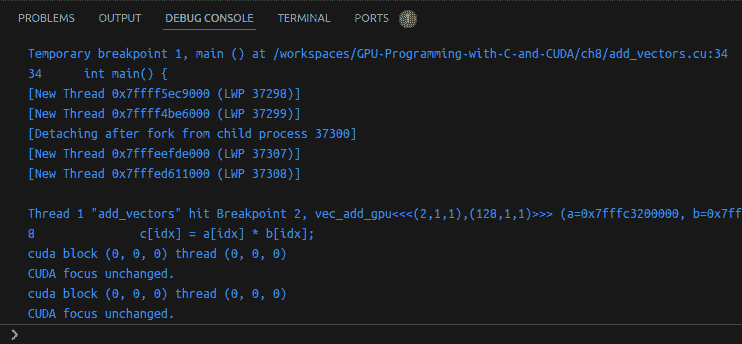 PROBLEMS OUTPUT DEBUG CONSOLE TERMINAL PORTS 1
Temporary breakpoint 1, main () at /workspaces/GPU-Programming-with-C-and-CUDA/ch8/add_vectors.cu:34
34 int main() {
[New Thread 0x7ffff5ec9000 (LWP 37298)]
[New Thread 0x7ffff4be6000 (LWP 37299)]
[Detaching after fork from child process 37300]
[New Thread 0x7fffeefde000 (LWP 37307)]
[New Thread 0x7fffed611000 (LWP 37308)]
Thread 1 "add_vectors" hit Breakpoint 2, vec_add_gpu<<<(2,1,1),(128,1,1)>>> (a=0x7fffc3200000, b=0x7ff
8 c[idx] = a[idx] * b[idx];
cuda block (0, 0, 0) thread (0, 0, 0)
CUDA focus unchanged.
cuda block (0, 0, 0) thread (0, 0, 0)
CUDA focus unchanged.